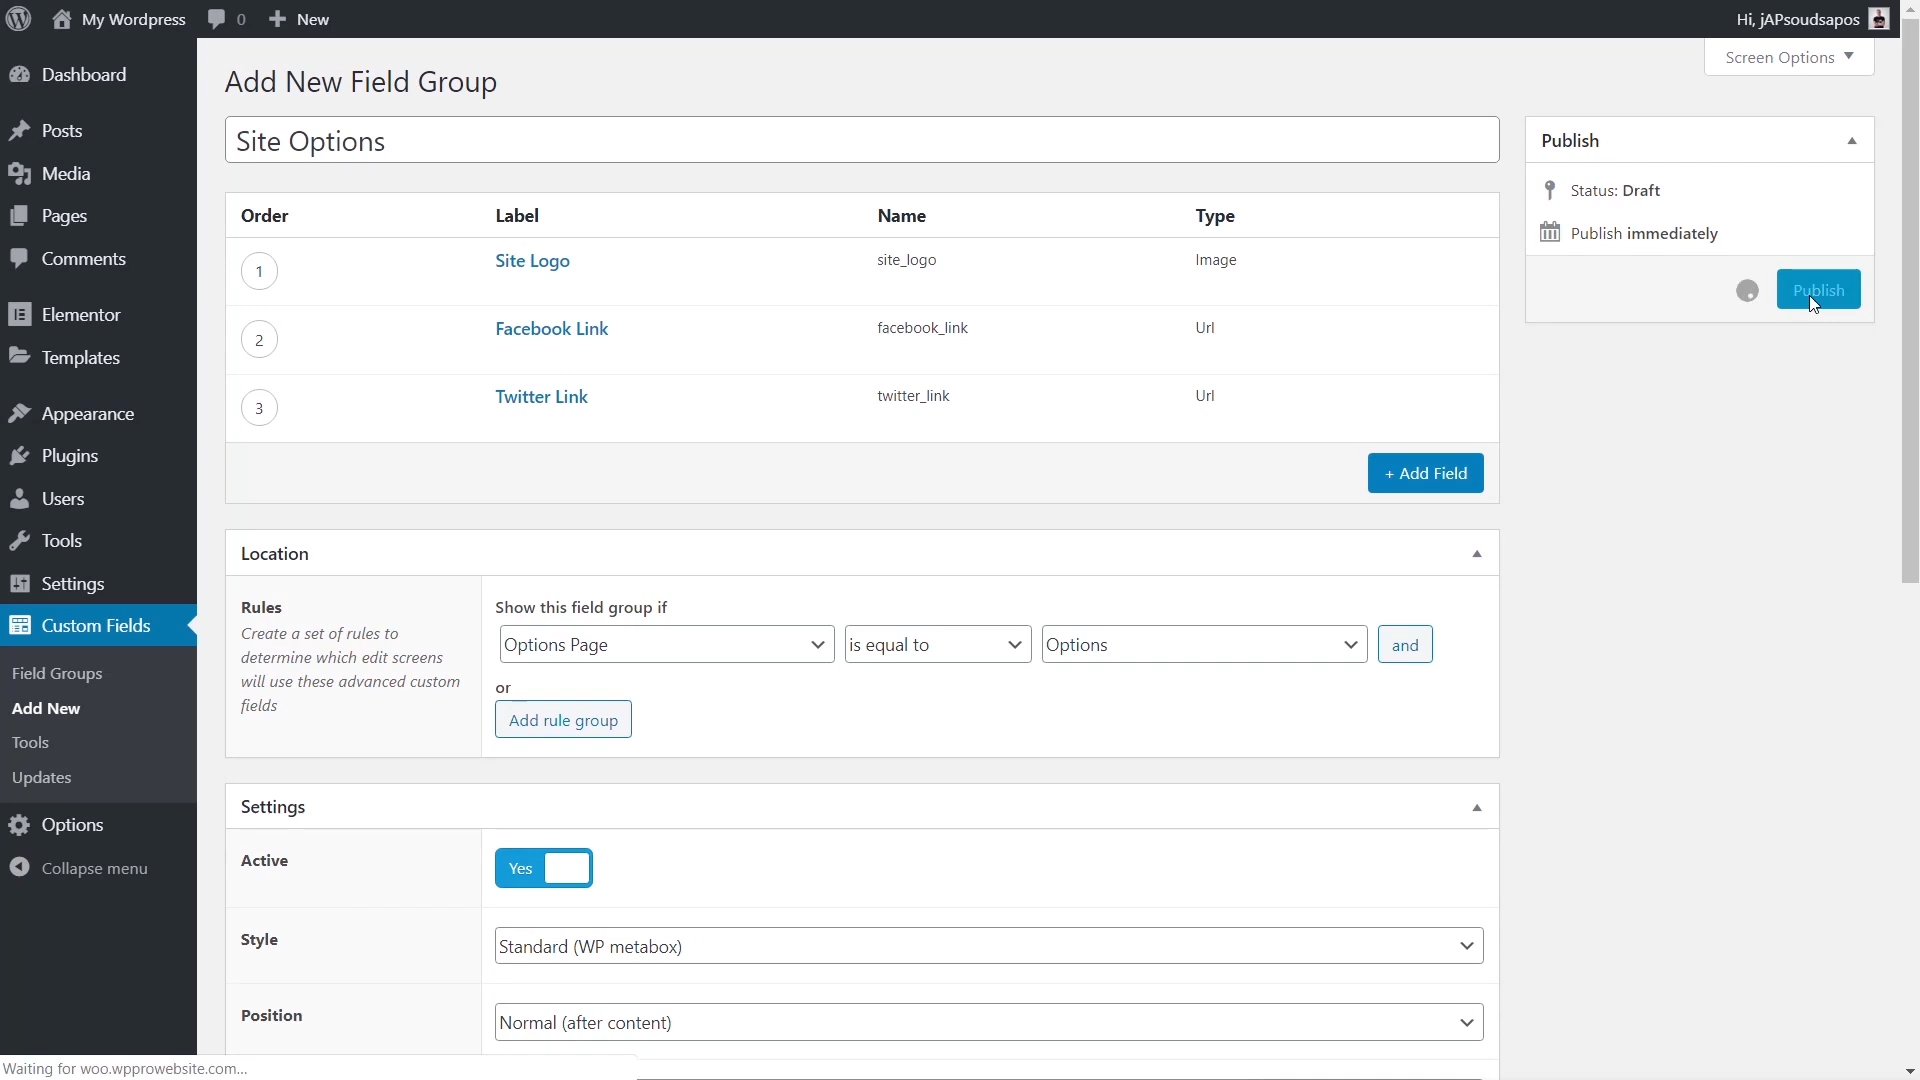 My Wordpress 0 New Hi, jAPsoudsapos
Screen Options
Dashboard
Posts
Media
Pages
Comments
Elementor
Templates
Appearance
Plugins
Users
Tools
Settings
Custom Fields
Field Groups
Add New
Tools
Updates
Options
Collapse menu
Add New Field Group
Site Options
Order Label Name Type
1 Site Logo site_logo Image
2 Facebook Link facebook_link Url
3 Twitter Link twitter_link Url
+ Add Field
Location
Rules
Create a set of rules to
determine which edit screens
will use these advanced custom
fields
Show this field group if
Options Page is equal to Options and
or
Add rule group
Settings
Active Yes
Style Standard (WP metabox)
Position Normal (after content)
Publish
Status: Draft
Publish immediately
Publish
Waiting for woo.wpprowebsite.com...